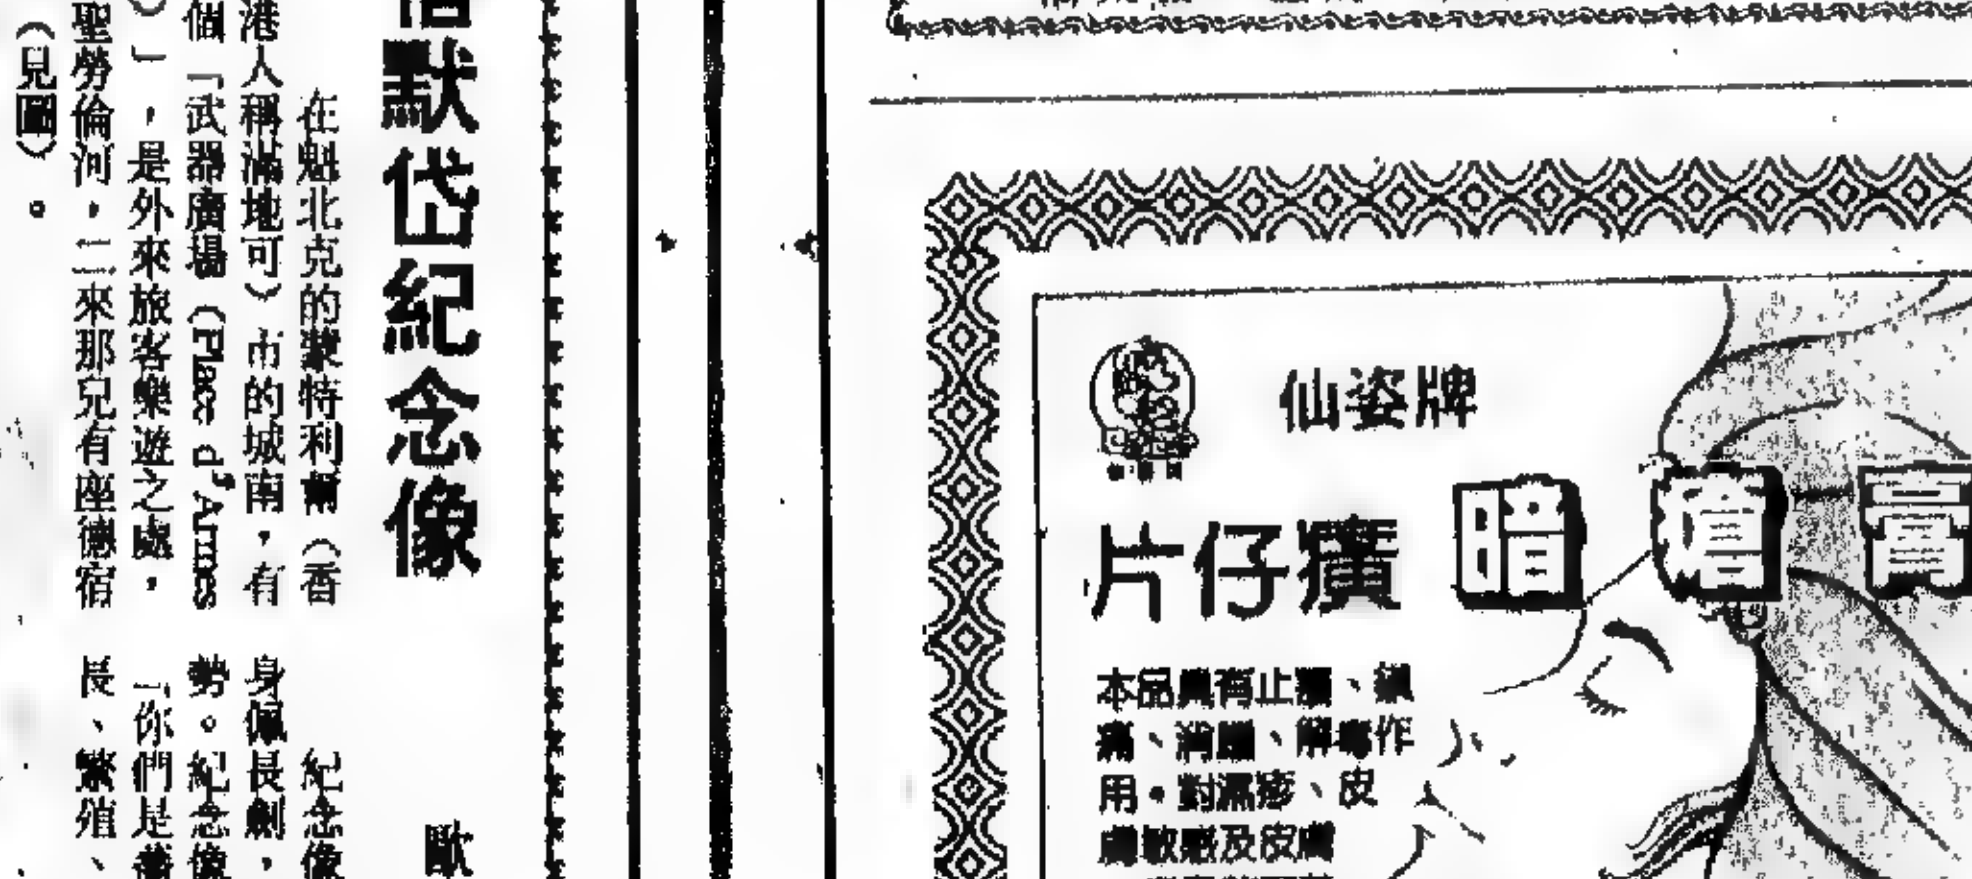 默岱紀念像
在魁北克的蒙特利爾（香
港人稱滿地可）市的城南，有
個「武器廣場（Place d'Armes
）」，是外來旅客樂遊之處，
聖勞倫河，二來那兒有座德宿
（見圖）。
歐
紀念像
身佩長劍，
勢。紀念像
「你們是
長、繁殖、
仙姿牌
片仔癀
暗瘡膏
本品具有止癢、鎮
痛、消腫、解毒作
用。對濕疹、皮
膚敏感及皮膚